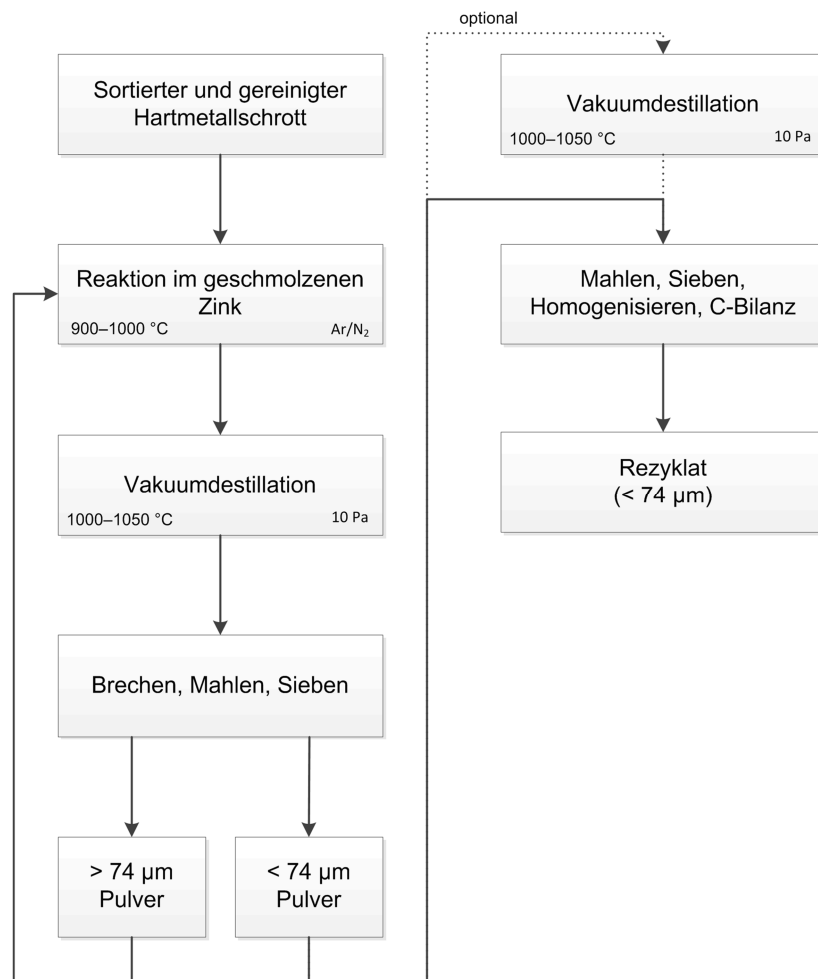 Sortierter und gereinigter
Hartmetallschrott
Reaktion im geschmolzenen
Zink
900–1000 °C
Ar/N₂
Vakuumdestillation
1000–1050 °C
10 Pa
Brechen, Mahlen, Sieben
> 74 µm
Pulver
< 74 µm
Pulver
optional
Vakuumdestillation
1000–1050 °C
10 Pa
Mahlen, Sieben,
Homogenisieren, C-Bilanz
Rezyklat
(< 74 µm)